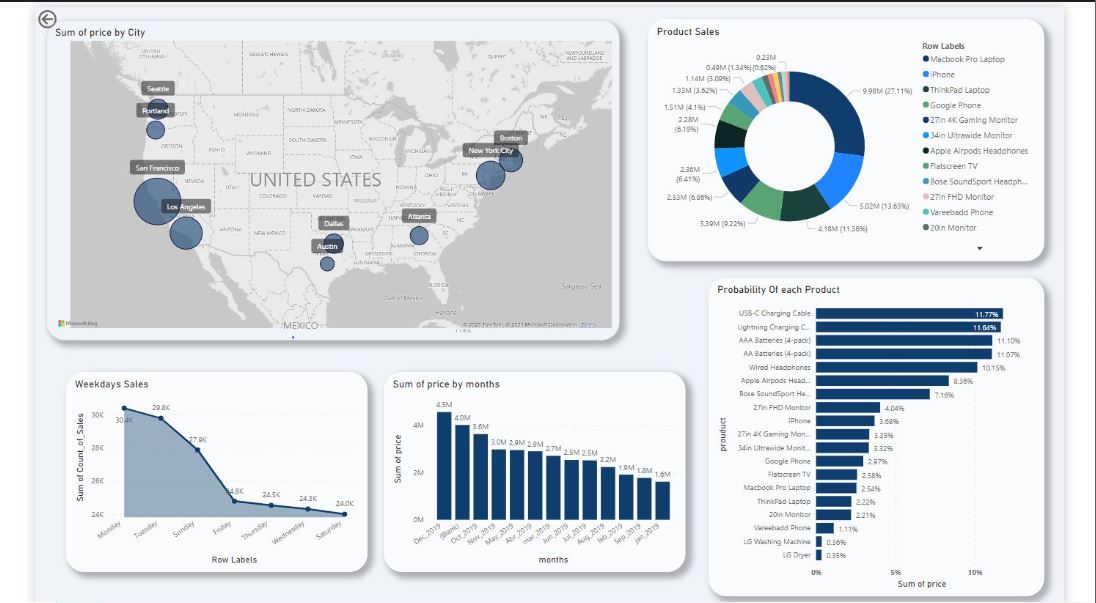 Sum of price by City
BRITISH
COLUMBIA
SASKATCHEWAN
QUEBEC
NEWFOUNDLAND
AND LABRADOR
ONTARIO
Seattle
Portland
MONTANA
NORTH DAKOTA
MINNESOTA
OREGON
IDAHO
SOUTH DAKOTA
WISCONSIN
MICHIGAN
WYOMING
IOWA
NB
P.E.I.
NS
Boston
New York City
San Francisco
NEVADA
UTAH
UNITED STATES
COLORADO
KANSAS
MISSOURI
INDIANA
OHIO
PA
WEST
VIRGINIA
DELAWARE
KENTUCKY
VIRGINIA
Los Angeles
ARIZONA
NEW MEXICO
Dallas
Atlanta
NC
SC
Austin
MISSISSIPPI
ALABAMA
GEORGIA
LOUISIANA
FLORIDA
Gulf of Mexico
Sargasso Sea
Havana
MEXICO
CUBA
Microsoft Bing
© 2023 TomTom, © 2023 Microsoft Corporation Terms
Product Sales
0.23M
(0.62%)
0.49M (1.34%)
1.14M (3.09%)
1.33M (3.62%)
1.51M (4.1%)
2.28M
(6.19%)
2.36M
(6.41%)
2.53M (6.86%)
3.39M (9.22%)
4.18M (11.36%)
5.02M (13.63%)
9.98M (27.11%)
Row Labels
Macbook Pro Laptop
iPhone
ThinkPad Laptop
Google Phone
27in 4K Gaming Monitor
34in Ultrawide Monitor
Apple Airpods Headphones
Flatscreen TV
Bose SoundSport Headph...
27in FHD Monitor
Vareebadd Phone
20in Monitor
Probability Of each Product
prouduct
USB-C Charging Cable 11.77%
Lightning Charging C... 11.64%
AAA Batteries (4-pack) 11.10%
AA Batteries (4-pack) 11.07%
Wired Headphones 10.15%
Apple Airpods Head... 8.36%
Bose SoundSport He... 7.16%
27in FHD Monitor 4.04%
iPhone 3.68%
27in 4K Gaming Mon... 3.35%
34in Ultrawide Monit... 3.32%
Google Phone 2.97%
Flatscreen TV 2.58%
Macbook Pro Laptop 2.54%
ThinkPad Laptop 2.22%
20in Monitor 2.21%
Vareebadd Phone 1.11%
LG Washing Machine 0.36%
LG Dryer 0.35%
0% 5% 10%
Sum of price
Weekdays Sales
Sum of Count_of_Sales
30K
28K
26K
24K
30.4K
29.8K
27.9K
24.8K
24.5K
24.3K
24.0K
Monday Tuesday Sunday Friday Thursday Wednesday Saturday
Row Labels
Sum of price by months
Sum of price
4M
2M
0M
4.5M 4.0M 3.6M 3.0M 2.9M 2.9M 2.7M 2.5M 2.5M 2.2M 1.9M 1.8M 1.6M
Dec_2019 (Blank) Oct_2019 Nov_2019 May_2019 Abr_2019 mar_2019 Jun_2019 Jul_2019 Aug_2019 feb_2019 Sep_2019 jan_2019
months